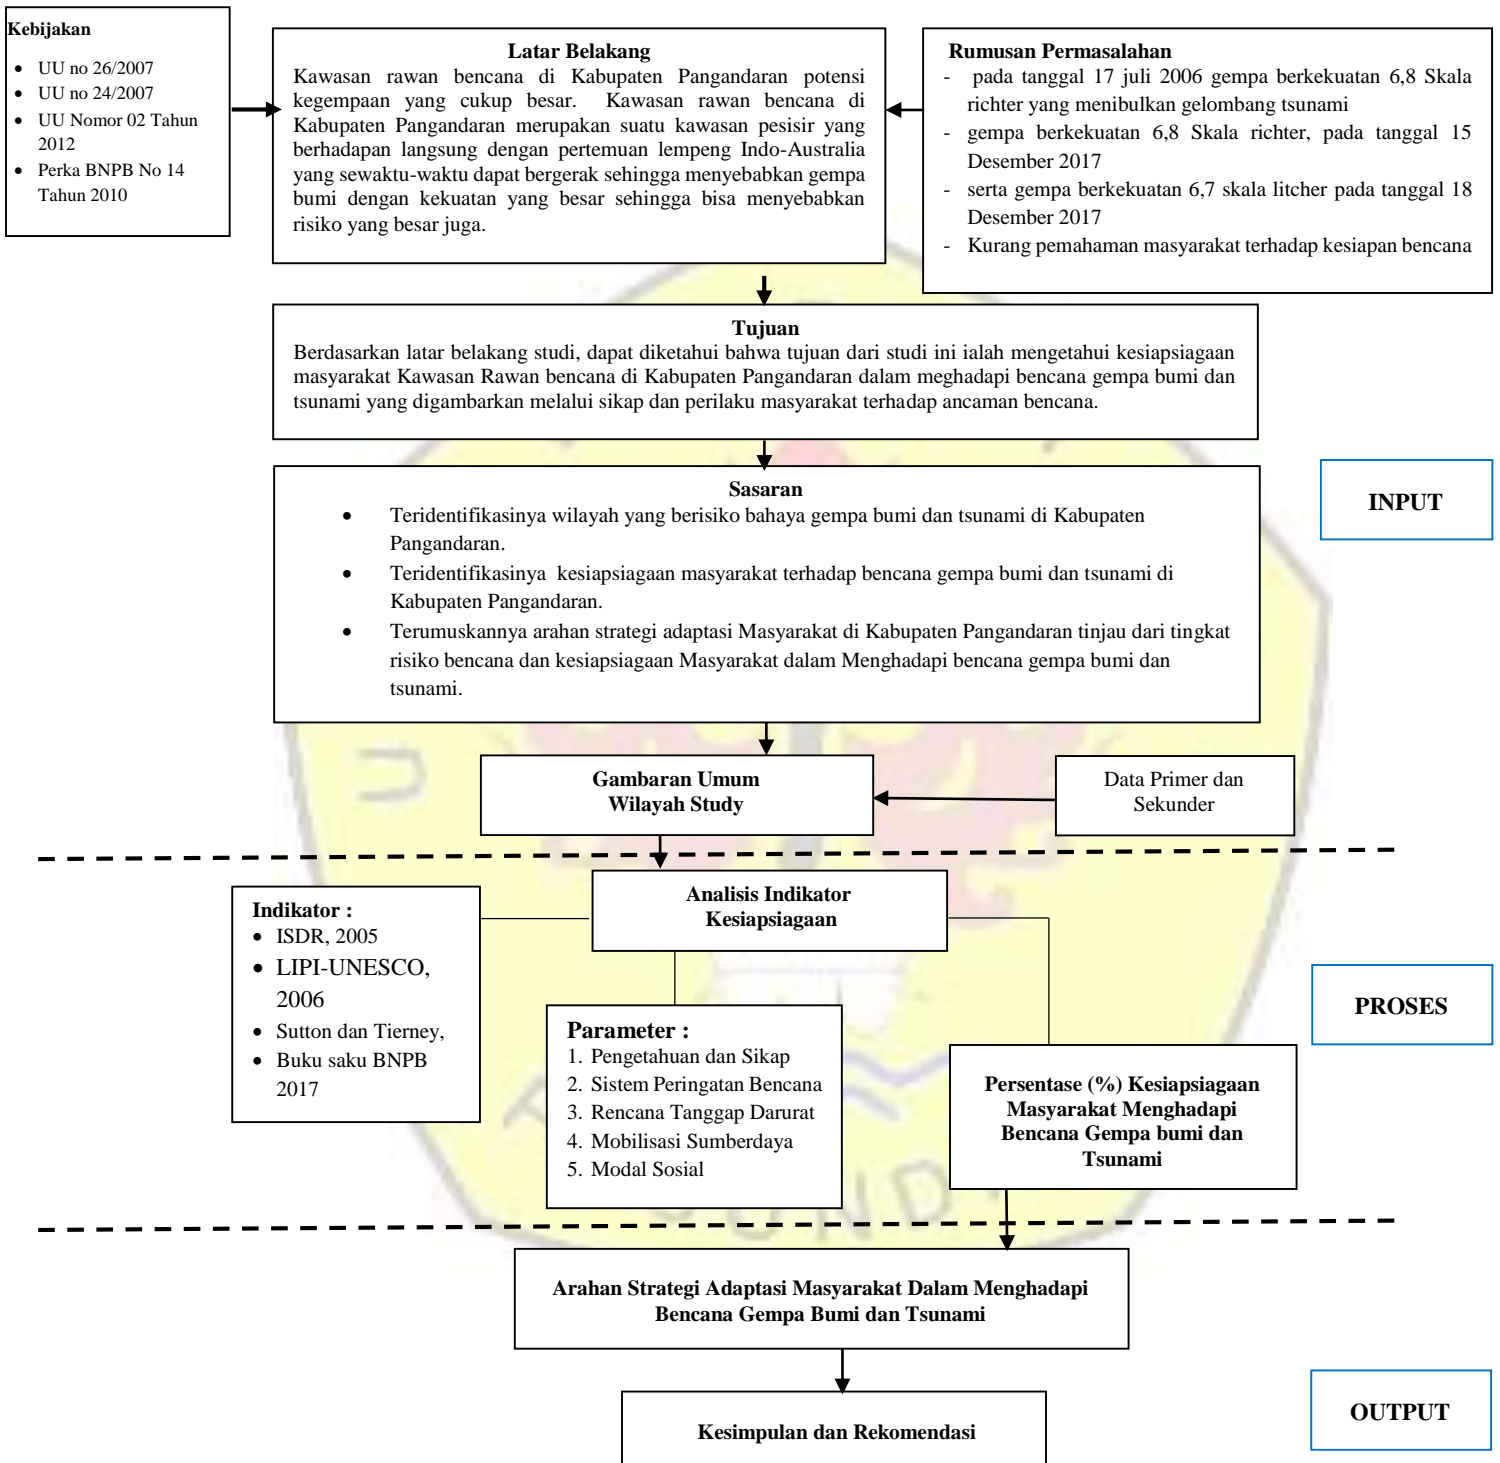 Kebijakan
• UU no 26/2007
• UU no 24/2007
• UU Nomor 02 Tahun
2012
• Perka BNPB No 14
Tahun 2010
Latar Belakang
Kawasan rawan bencana di Kabupaten Pangandaran potensi
kegempaan yang cukup besar. Kawasan rawan bencana di
Kabupaten Pangandaran merupakan suatu kawasan pesisir yang
berhadapan langsung dengan pertemuan lempeng Indo-Australia
yang sewaktu-waktu dapat bergerak sehingga menyebabkan gempa
bumi dengan kekuatan yang besar sehingga bisa menyebabkan
risiko yang besar juga.
Rumusan Permasalahan
- pada tanggal 17 juli 2006 gempa berkekuatan 6,8 Skala
richter yang menibulkan gelombang tsunami
- gempa berkekuatan 6,8 Skala richter, pada tanggal 15
Desember 2017
- serta gempa berkekuatan 6,7 skala litcher pada tanggal 18
Desember 2017
- Kurang pemahaman masyarakat terhadap kesiapan bencana
Tujuan
Berdasarkan latar belakang studi, dapat diketahui bahwa tujuan dari studi ini ialah mengetahui kesiapsiagaan
masyarakat Kawasan Rawan bencana di Kabupaten Pangandaran dalam meghadapi bencana gempa bumi dan
tsunami yang digambarkan melalui sikap dan perilaku masyarakat terhadap ancaman bencana.
Sasaran
• Teridentifikasinya wilayah yang berisiko bahaya gempa bumi dan tsunami di Kabupaten
Pangandaran.
• Teridentifikasinya kesiapsiagaan masyarakat terhadap bencana gempa bumi dan tsunami di
Kabupaten Pangandaran.
• Terumuskannya arahan strategi adaptasi Masyarakat di Kabupaten Pangandaran tinjau dari tingkat
risiko bencana dan kesiapsiagaan Masyarakat dalam Menghadapi bencana gempa bumi dan
tsunami.
INPUT
Gambaran Umum
Wilayah Study
Data Primer dan
Sekunder
Analisis Indikator
Kesiapsiagaan
Indikator :
• ISDR, 2005
• LIPI-UNESCO,
2006
• Sutton dan Tierney,
• Buku saku BNPB
2017
Parameter :
1. Pengetahuan dan Sikap
2. Sistem Peringatan Bencana
3. Rencana Tanggap Darurat
4. Mobilisasi Sumberdaya
5. Modal Sosial
Persentase (%) Kesiapsiagaan
Masyarakat Menghadapi
Bencana Gempa bumi dan
Tsunami
PROSES
Arahan Strategi Adaptasi Masyarakat Dalam Menghadapi
Bencana Gempa Bumi dan Tsunami
Kesimpulan dan Rekomendasi
OUTPUT